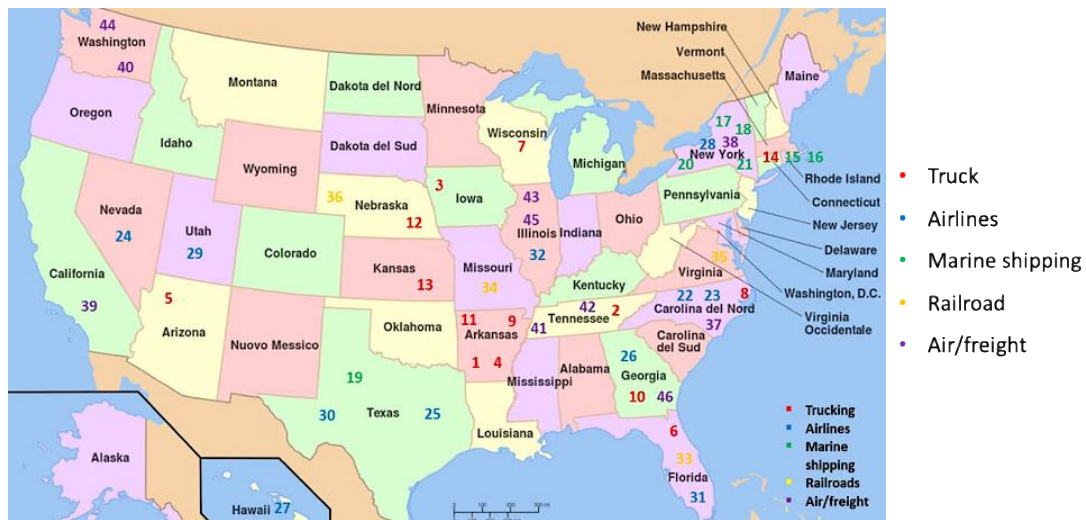 44
Washington
40
Oregon
Montana
Idaho
Dakota del Nord
Dakota del Sud
Wyoming
Minnesota
Wisconsin
7
Michigan
New Hampshire
Vermont
Massachusetts
Maine
17
18
28
38
New York
20
21
14
15
16
Rhode Island
Connecticut
New Jersey
Delaware
Maryland
Washington, D.C.
Virginia
Occidentale
Pennsylvania
Nevada
24
Utah
29
California
39
Colorado
36
Nebraska
12
3
Iowa
43
45
Illinois
32
Indiana
Ohio
Kansas
13
Missouri
34
Kentucky
35
Virginia
5
Arizona
Nuovo Messico
Oklahoma
11
9
Arkansas
1
4
42
2
Tennessee
41
22
23
8
Carolina del Nord
37
Carolina
del Sud
Mississippi
Alabama
26
Georgia
10
46
19
30
Texas
25
Louisiana
6
33
Florida
31
Alaska
Hawaii
27
Trucking
Airlines
Marine
shipping
Railroads
Air/freight
Truck
Airlines
Marine shipping
Railroad
Air/freight